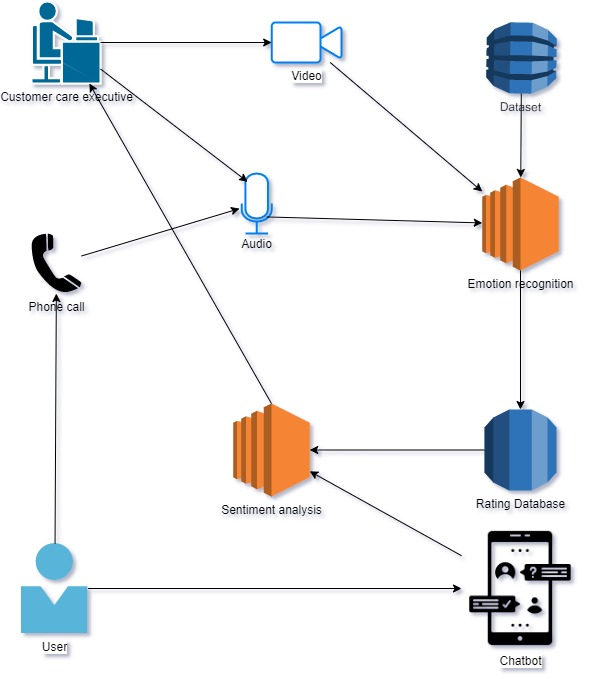 Video
Customer care executive
Dataset
Audio
Emotion recognition
Phone call
Rating Database
Sentiment analysis
?
User
Chatbot